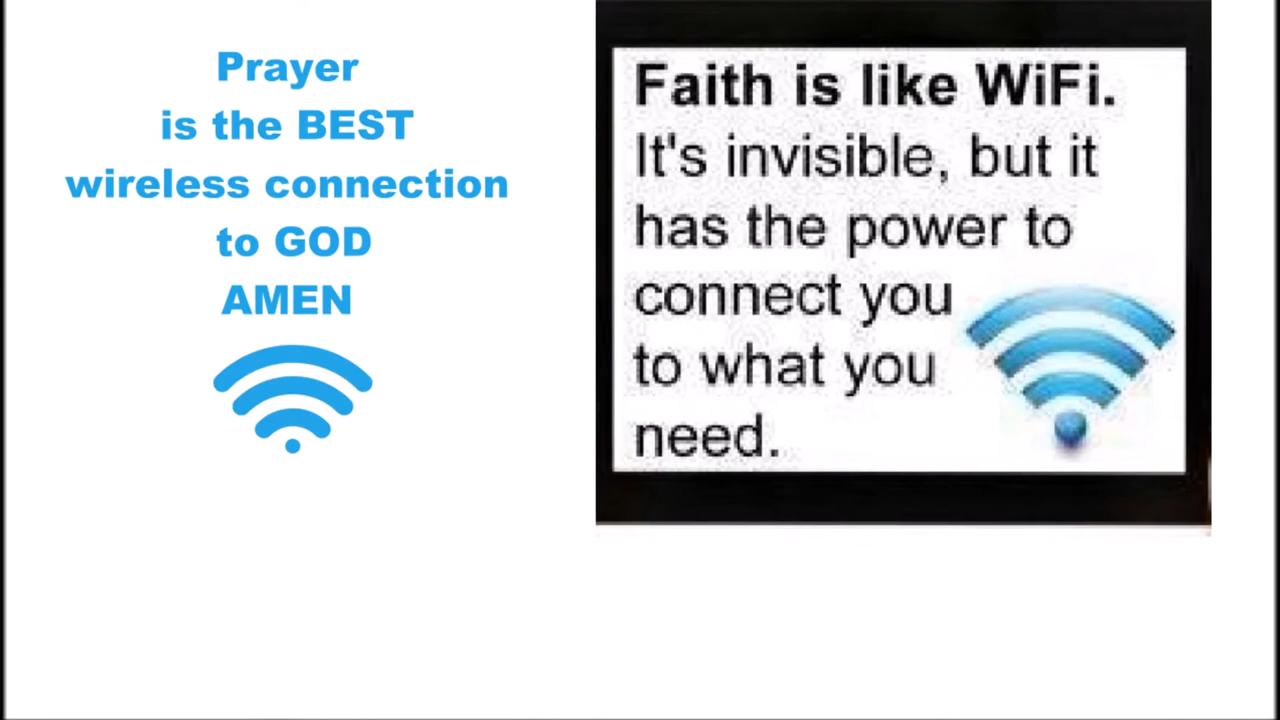 Prayer
is the BEST
wireless connection
to GOD
AMEN
Faith is like WiFi.
It's invisible, but it
has the power to
connect you
to what you
need.